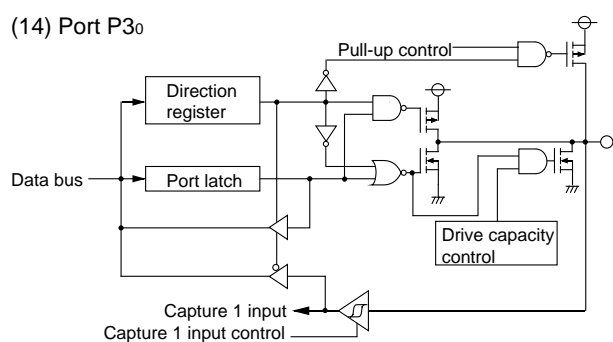 (14) Port P3₀
Pull-up control
Direction
register
Data bus
Port latch
Drive capacity
control
Capture 1 input
Capture 1 input control